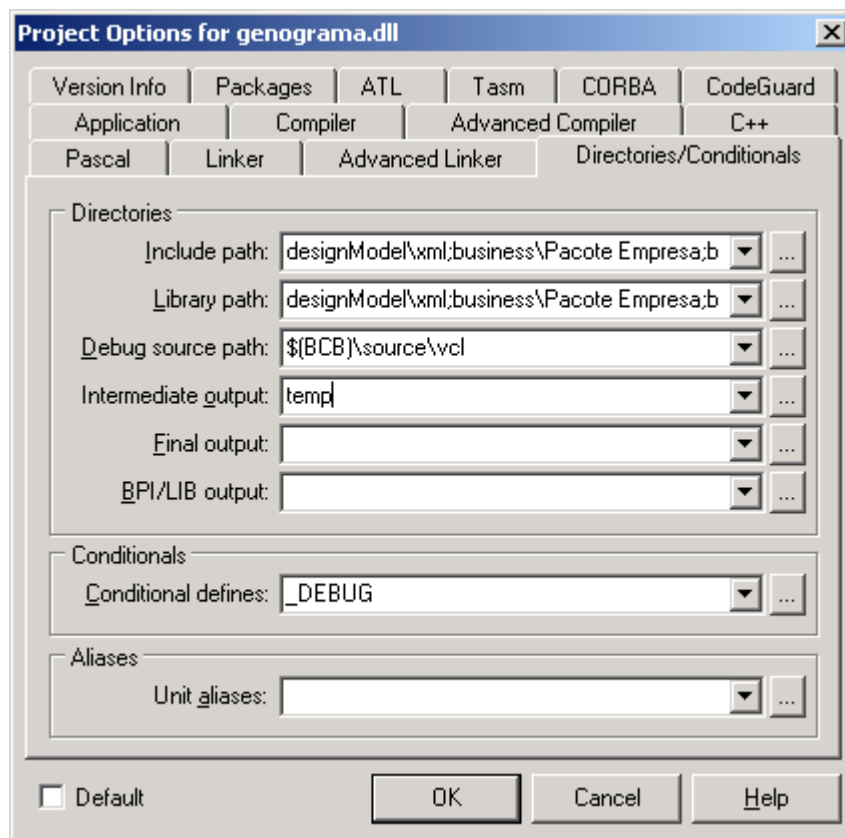 Project Options for genograma.dll
Version Info Packages ATL Tasm CORBA CodeGuard
Application Compiler Advanced Compiler C++
Pascal Linker Advanced Linker Directories/Conditionals
Directories
Include path: designModel\xml;business\Pacote Empresa;b ...
Library path: designModel\xml;business\Pacote Empresa;b ...
Debug source path: $(BCB)\source\vcl ...
Intermediate output: temp ...
Final output: ...
BPI/LIB output: ...
Conditionals
Conditional defines: _DEBUG ...
Aliases
Unit aliases: ...
Default OK Cancel Help